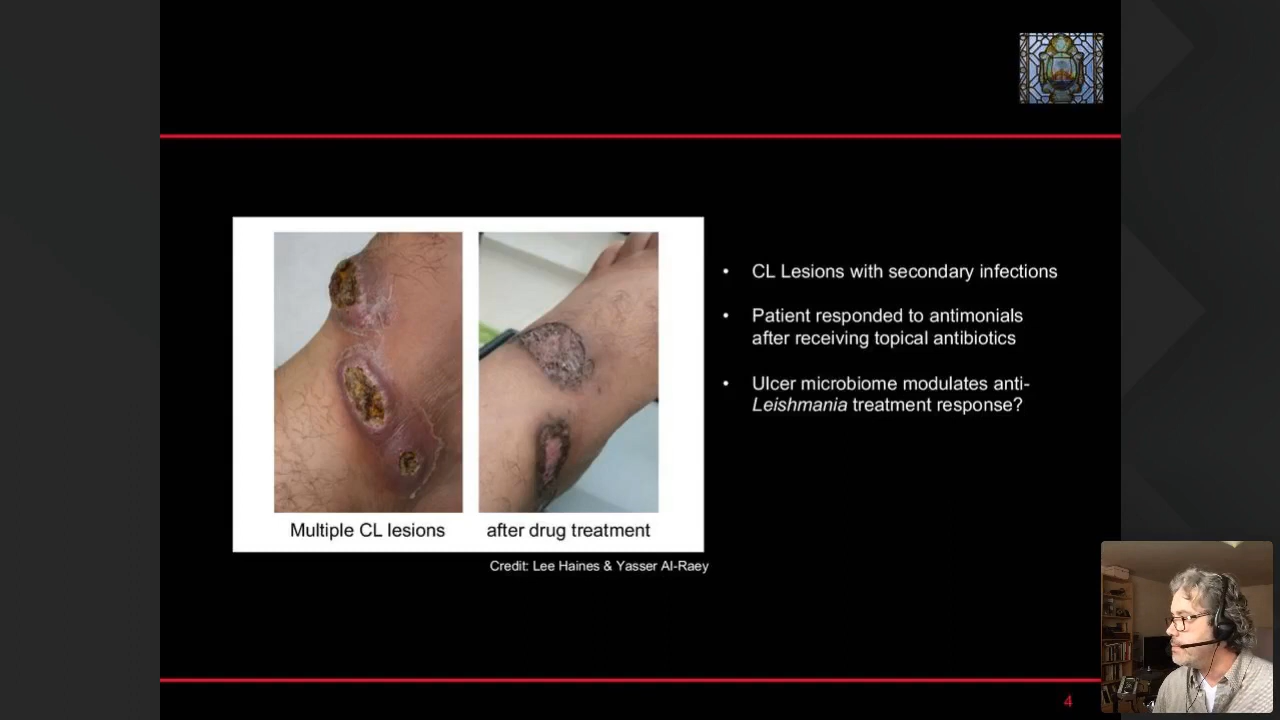 • CL Lesions with secondary infections
• Patient responded to antimonials
after receiving topical antibiotics
• Ulcer microbiome modulates anti-
Leishmania treatment response?
Multiple CL lesions
after drug treatment
Credit: Lee Haines & Yasser Al-Raey
4